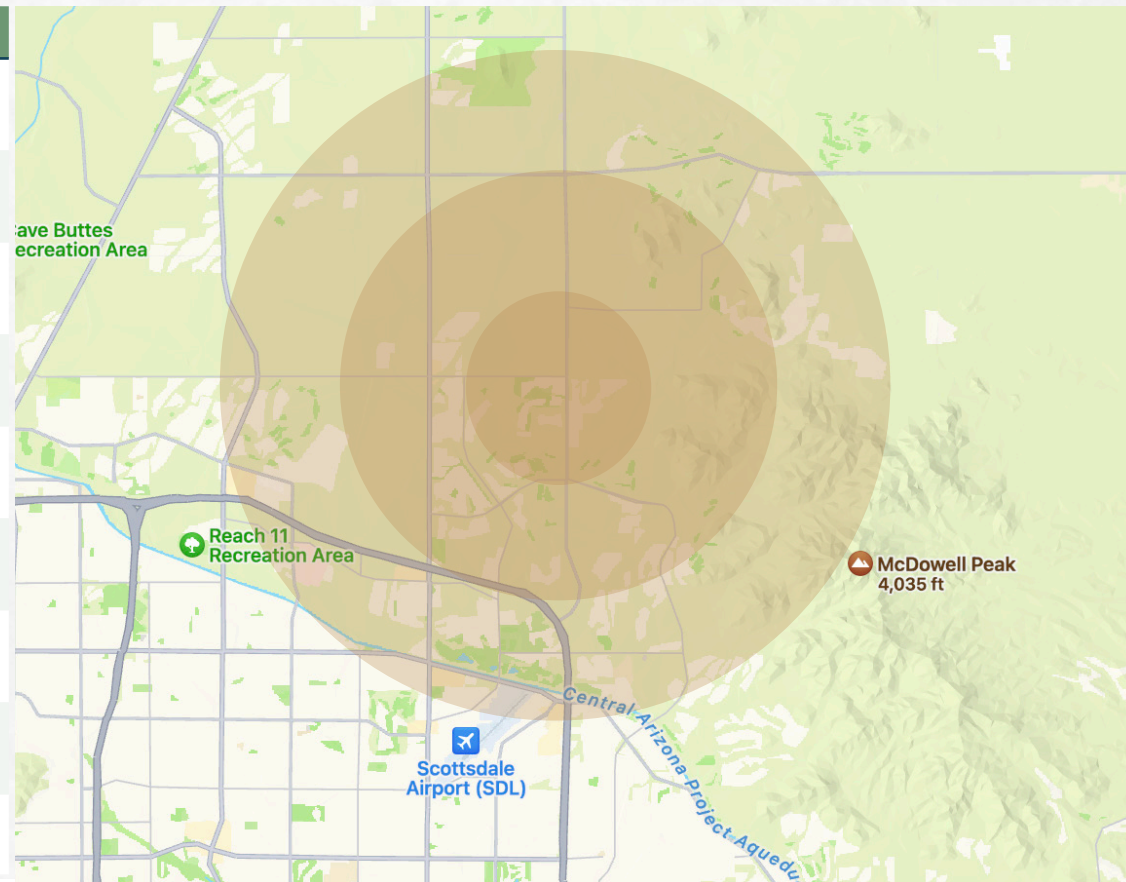 ave Buttes
ecreation Area
Reach 11
Recreation Area
McDowell Peak
4,035 ft
Central Arizona Project Aquedu
Scottsdale
Airport (SDL)